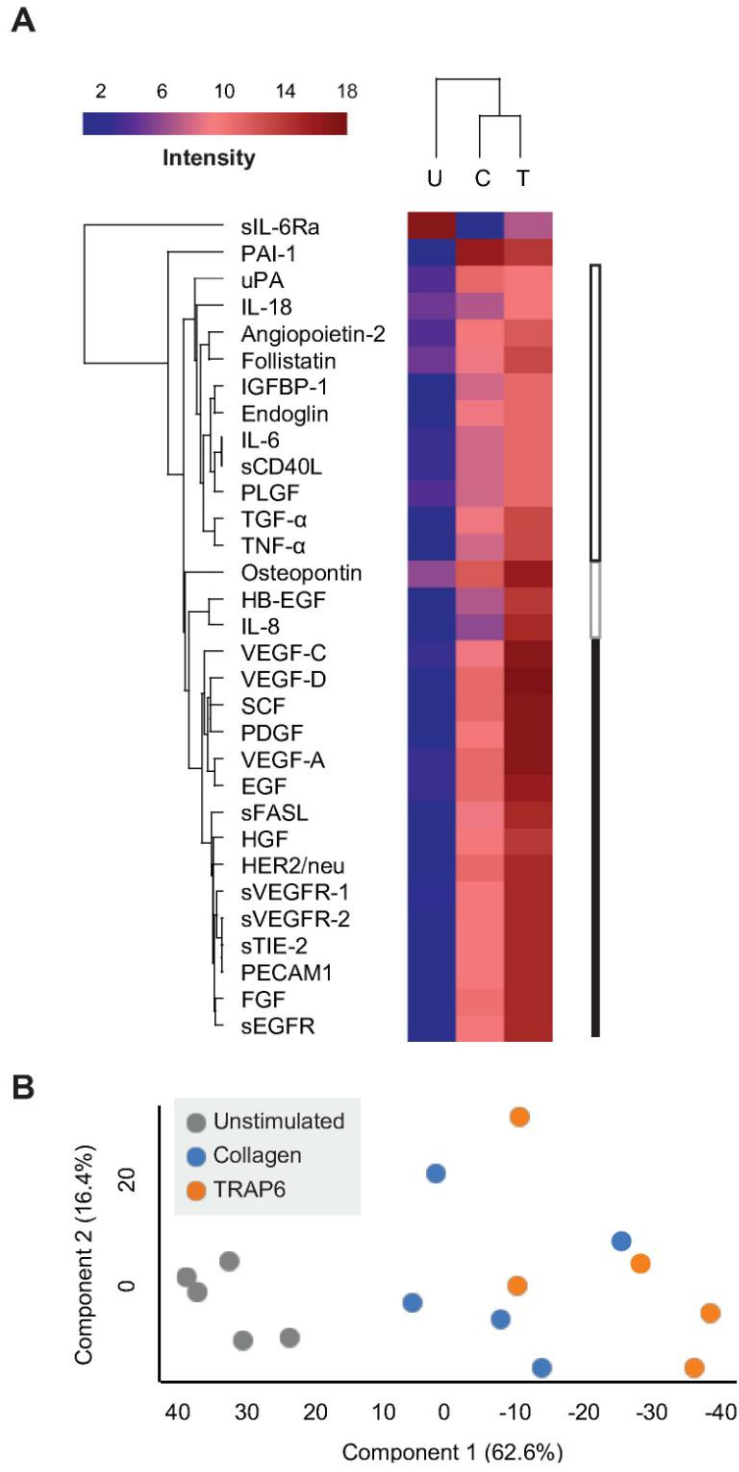 A
2 6 10 14 18
Intensity
U C T
sIL-6Ra
PAI-1
uPA
IL-18
Angiopoietin-2
Follistatin
IGFBP-1
Endoglin
IL-6
sCD40L
PLGF
TGF-α
TNF-α
Osteopontin
HB-EGF
IL-8
VEGF-C
VEGF-D
SCF
PDGF
VEGF-A
EGF
sFASL
HGF
HER2/neu
sVEGFR-1
sVEGFR-2
sTIE-2
PECAM1
FGF
sEGFR
B
Unstimulated
Collagen
TRAP6
Component 2 (16.4%)
20
0
40 30 20 10 0 -10 -20 -30 -40
Component 1 (62.6%)